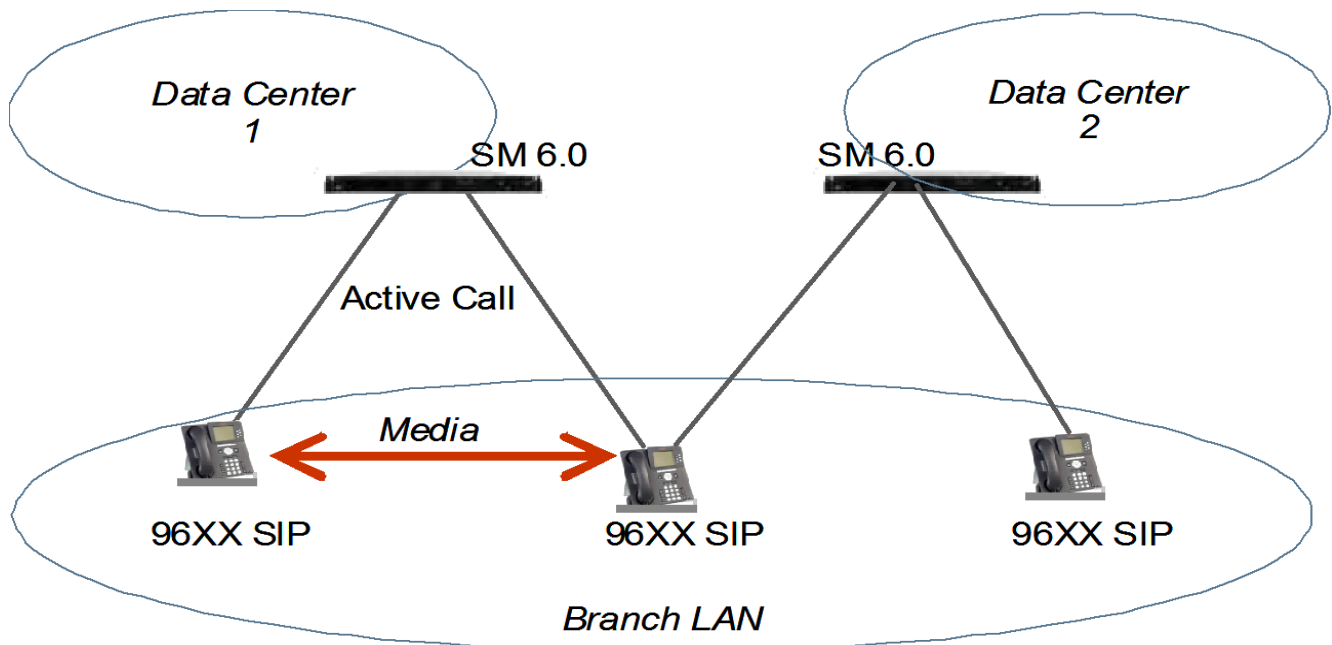 Data Center
1
Data Center
2
SM 6.0
SM 6.0
Active Call
Media
96XX SIP
96XX SIP
96XX SIP
Branch LAN